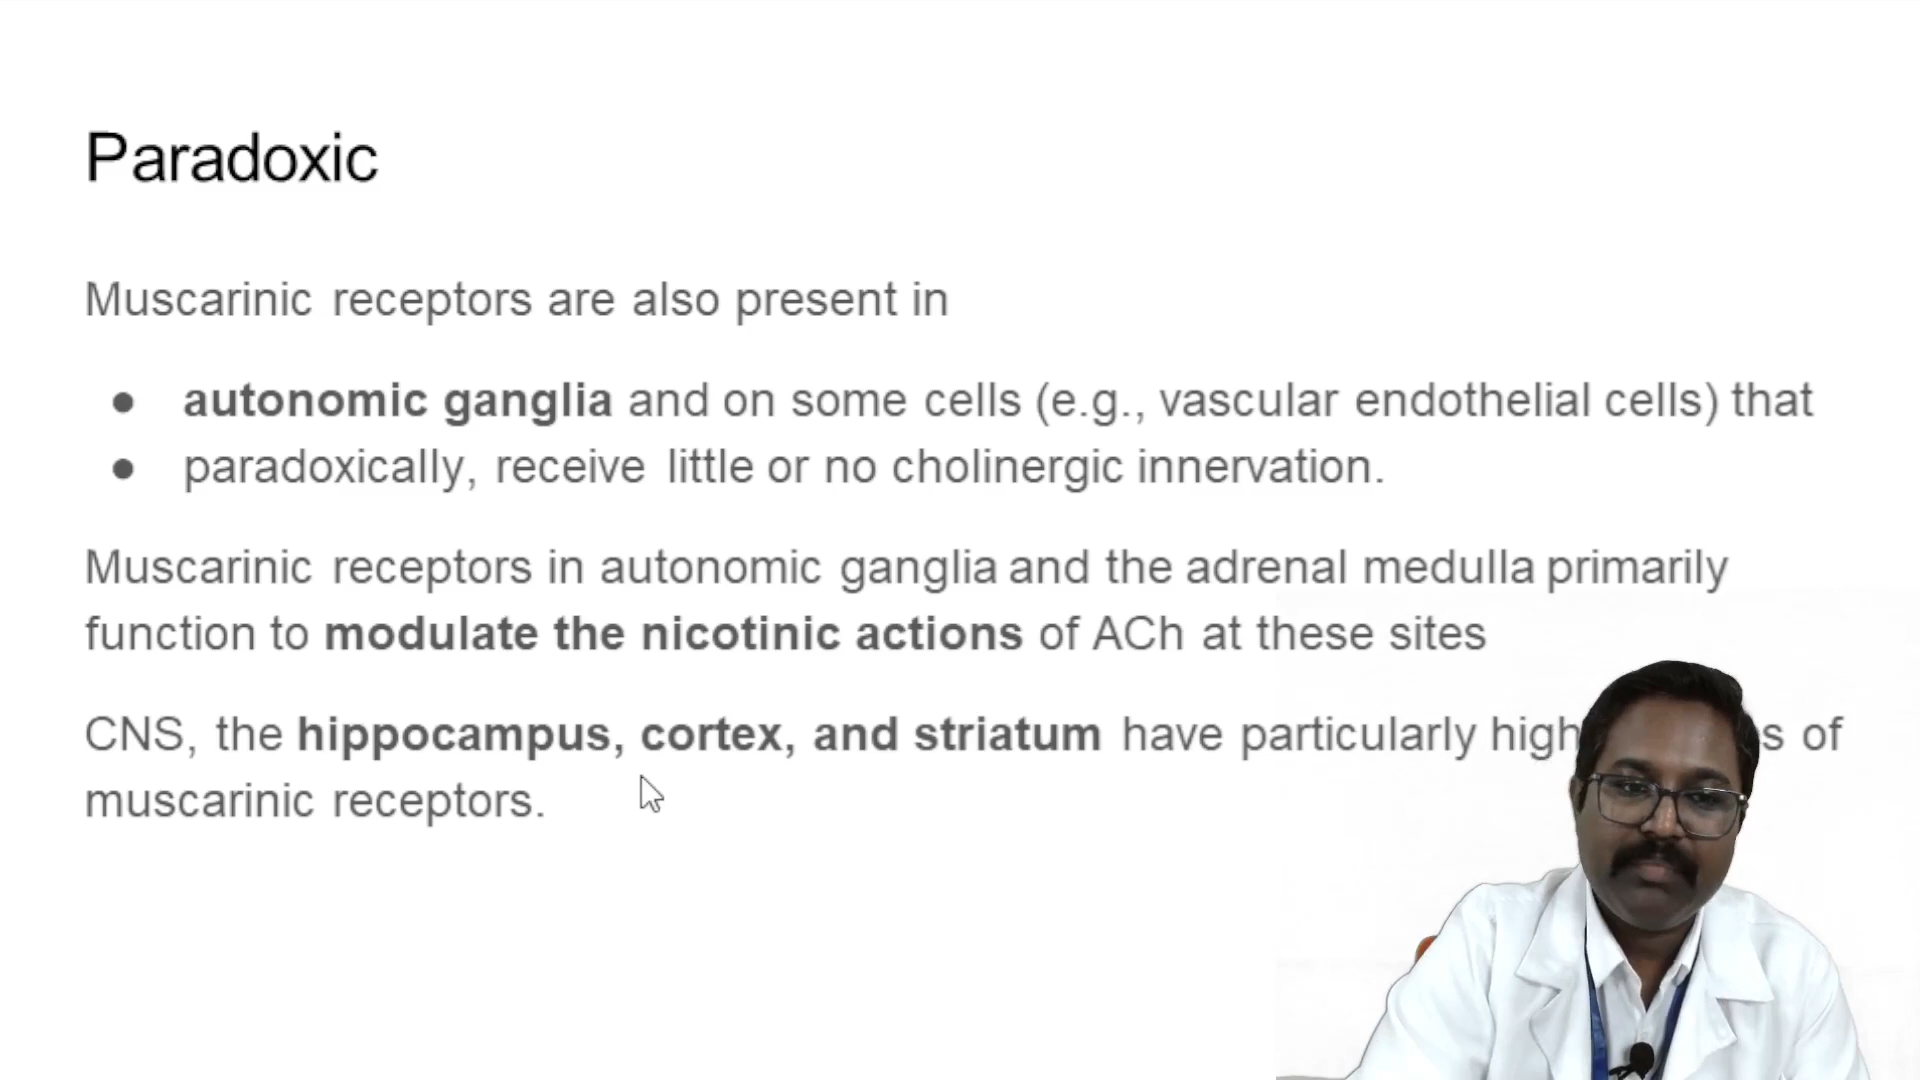 Paradoxic
Muscarinic receptors are also present in
● autonomic ganglia and on some cells (e.g., vascular endothelial cells) that
● paradoxically, receive little or no cholinergic innervation.
Muscarinic receptors in autonomic ganglia and the adrenal medulla primarily
function to modulate the nicotinic actions of ACh at these sites
CNS, the hippocampus, cortex, and striatum have particularly high of
muscarinic receptors.